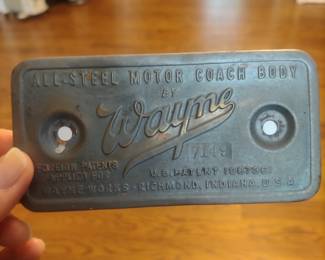 ALL-STEEL MOTOR COACH BODY
BY
Wayne
7149
FOREIGN PATENTS
APPLIED FOR
U.S. PATENT
WAYNE WORKS - RICHMOND, INDIANA, U.S.A.